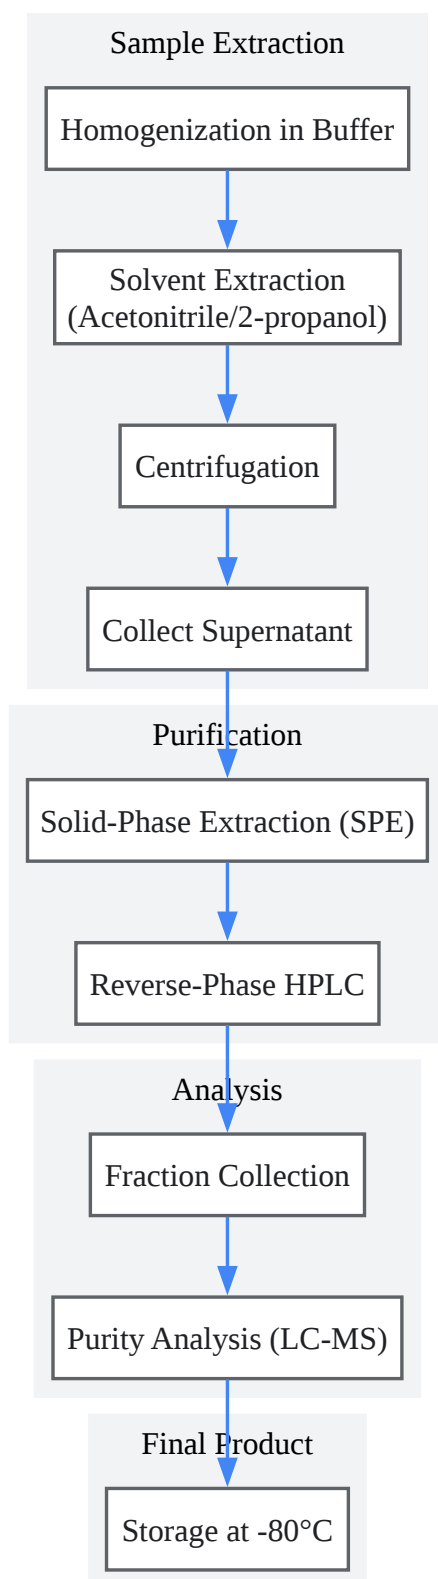 Sample Extraction
Homogenization in Buffer
Solvent Extraction
(Acetonitrile/2-propanol)
Centrifugation
Collect Supernatant
Purification
Solid-Phase Extraction (SPE)
Reverse-Phase HPLC
Analysis
Fraction Collection
Purity Analysis (LC-MS)
Final Product
Storage at -80°C